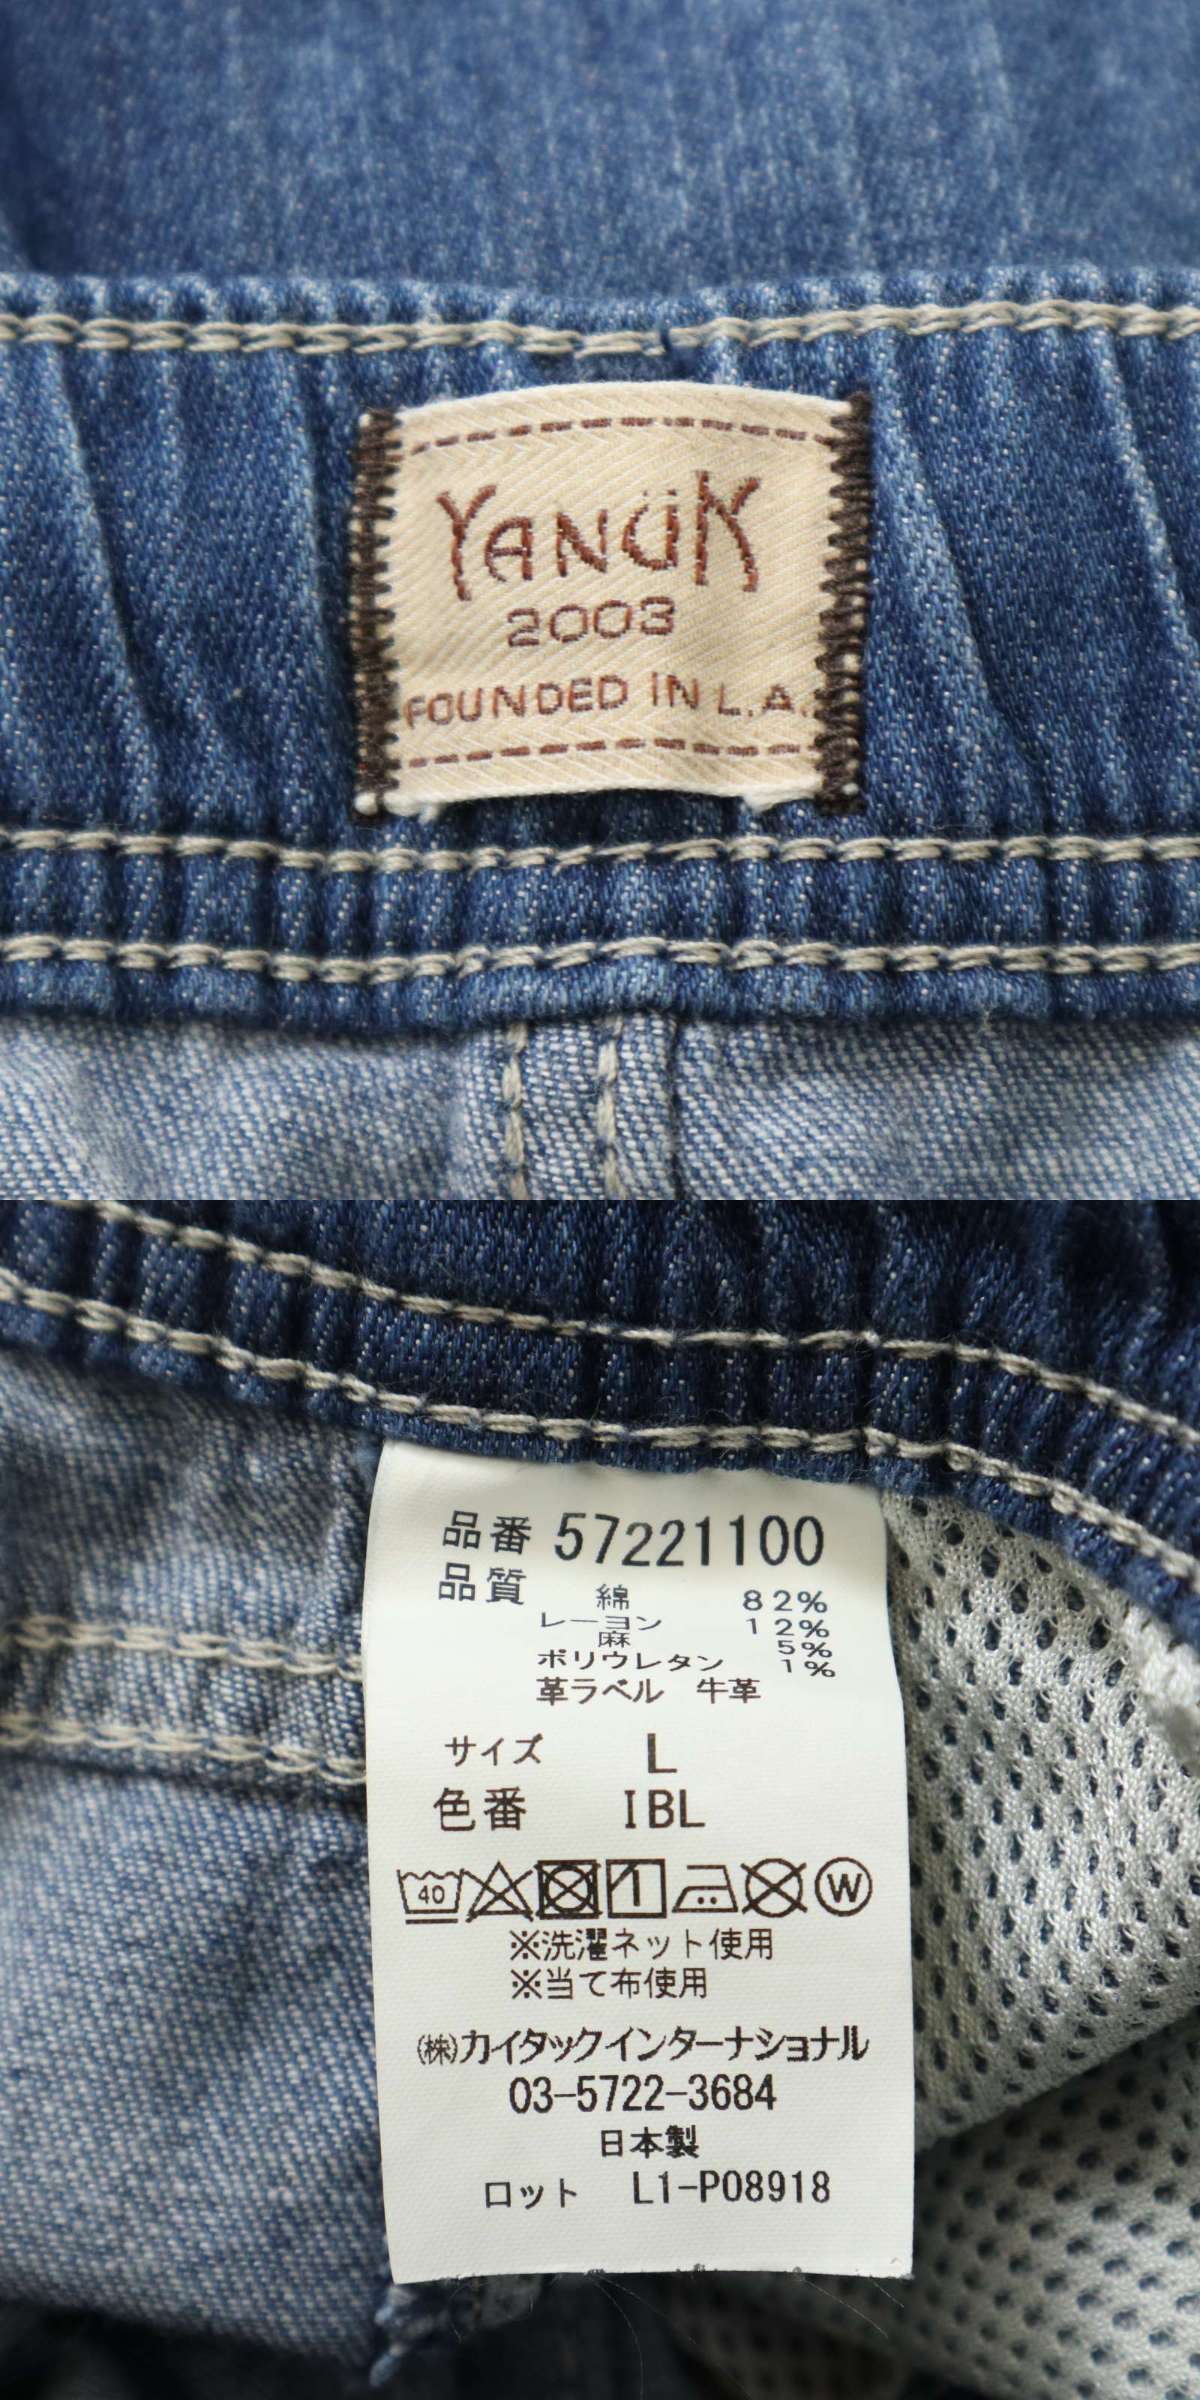 YANÜK
2003
FOUNDED IN L.A.
品番 57221100
品質 綿 82%
レーヨン 12%
麻 5%
ポリウレタン 1%
革ラベル 牛革
サイズ L
色番 IBL
40 W
※洗濯ネット使用
※当て布使用
(株)カイタックインターナショナル
03-5722-3684
日本製
ロット L1-P08918